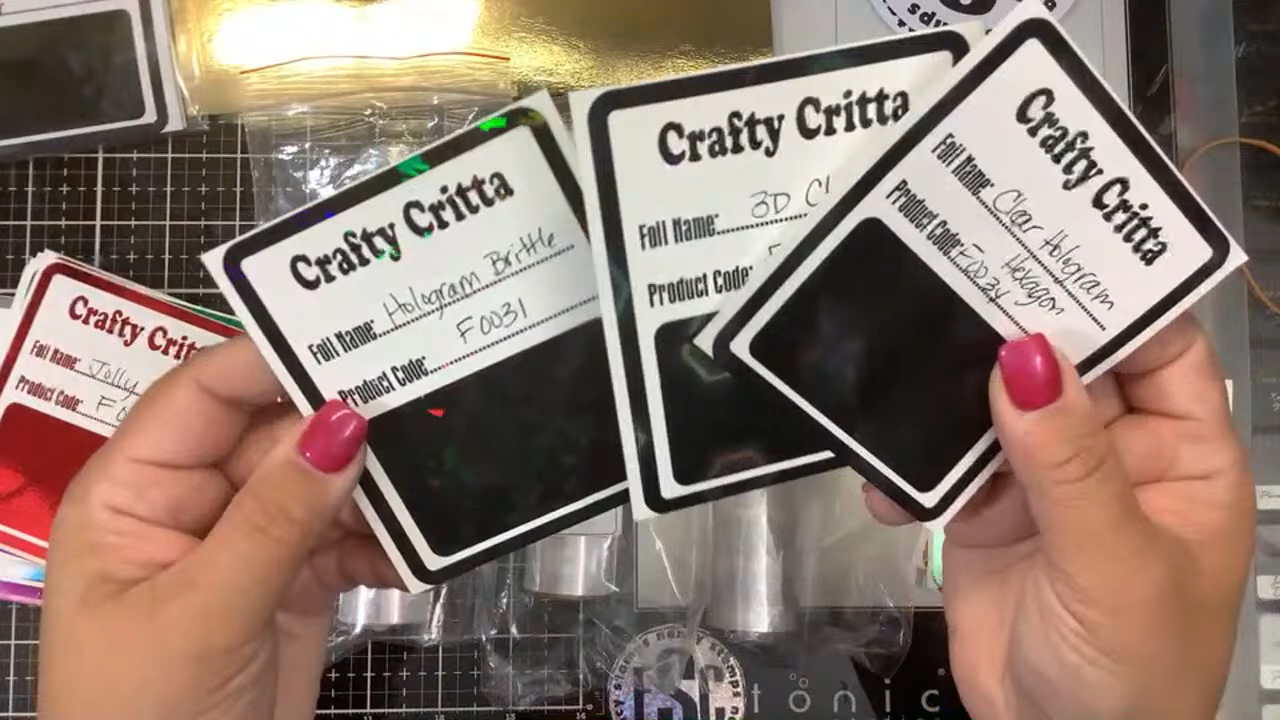 Crafty Critta
Foil Name: Hologram Brittle
Product Code: F0031
Crafty Critta
Foil Name: 3D
Product Code:
Crafty Critta
Foil Name: Clear Hologram
Hexagon
Product Code: F0034
Crafty
Foil Name: Jolly
Product Code:
tonic